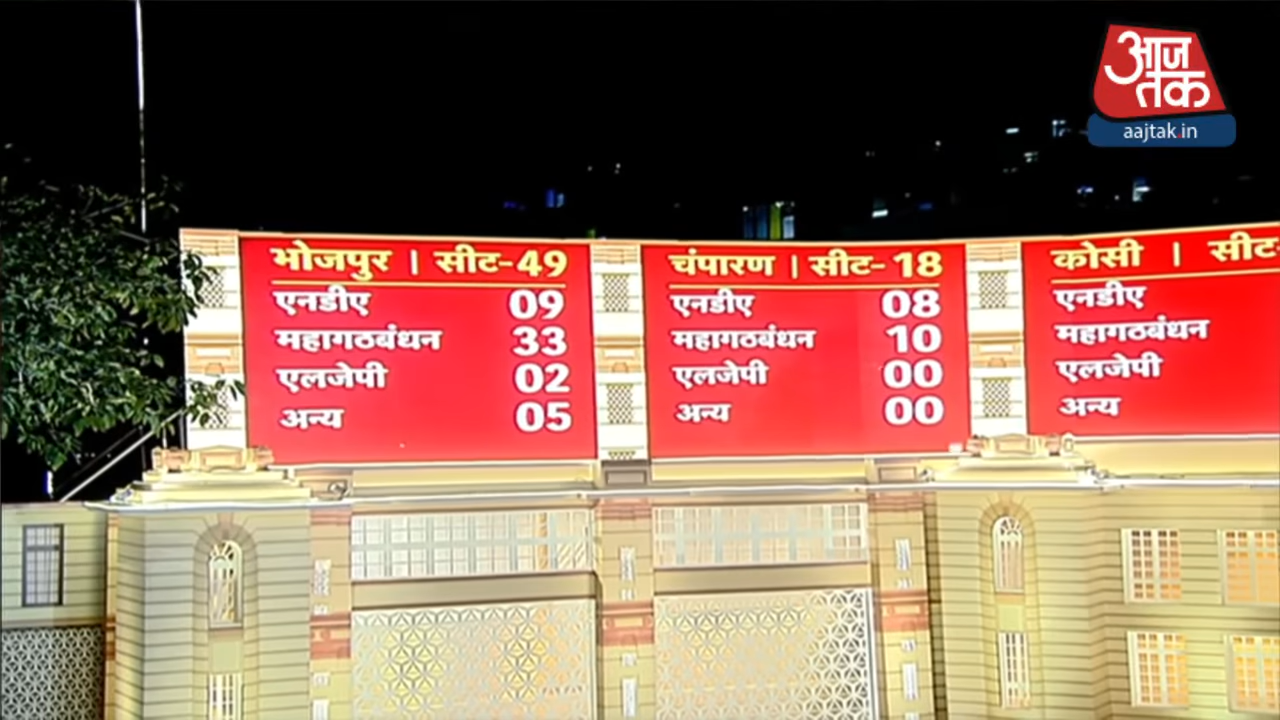 आज
तक
aajtak.in
भोजपुर | सीट-49
एनडीए 09
महागठबंधन 33
एलजेपी 02
अन्य 05
चंपारण | सीट- 18
एनडीए 08
महागठबंधन 10
एलजेपी 00
अन्य 00
कोसी | सीट-
एनडीए
महागठबंधन
एलजेपी
अन्य